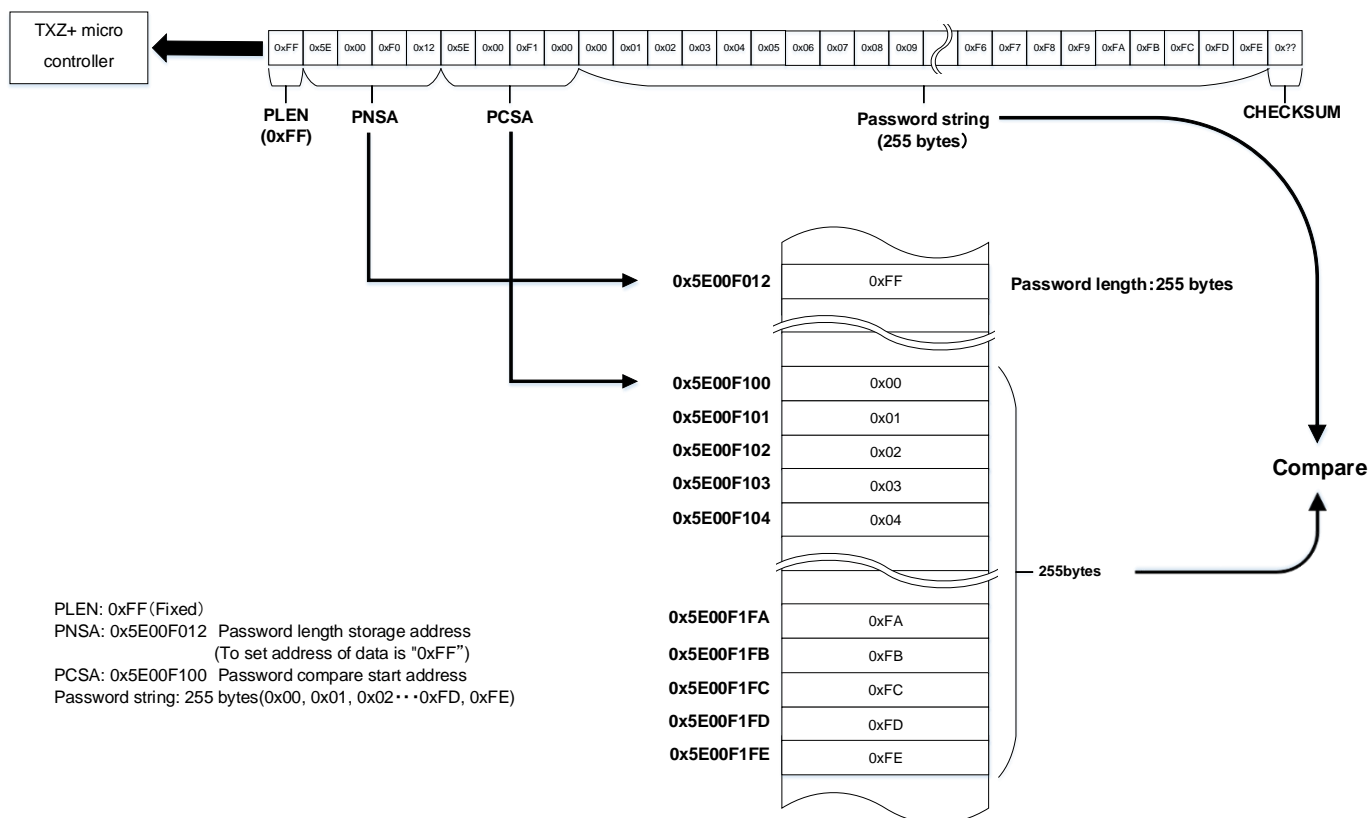 TXZ+ micro
controller
0xFF 0x5E 0x00 0xF0 0x12 0x5E 0x00 0xF1 0x00 0x00 0x01 0x02 0x03 0x04 0x05 0x06 0x07 0x08 0x09 0xF6 0xF7 0xF8 0xF9 0xFA 0xFB 0xFC 0xFD 0xFE 0x??
PLEN
(0xFF)
PNSA
PCSA
Password string
(255 bytes)
CHECKSUM
0x5E00F012 0xFF Password length:255 bytes
0x5E00F100 0x00
0x5E00F101 0x01
0x5E00F102 0x02
0x5E00F103 0x03
0x5E00F104 0x04
Compare
255bytes
0x5E00F1FA 0xFA
0x5E00F1FB 0xFB
0x5E00F1FC 0xFC
0x5E00F1FD 0xFD
0x5E00F1FE 0xFE
PLEN: 0xFF(Fixed)
PNSA: 0x5E00F012 Password length storage address
(To set address of data is "0xFF”)
PCSA: 0x5E00F100 Password compare start address
Password string: 255 bytes(0x00, 0x01, 0x02・・・0xFD, 0xFE)